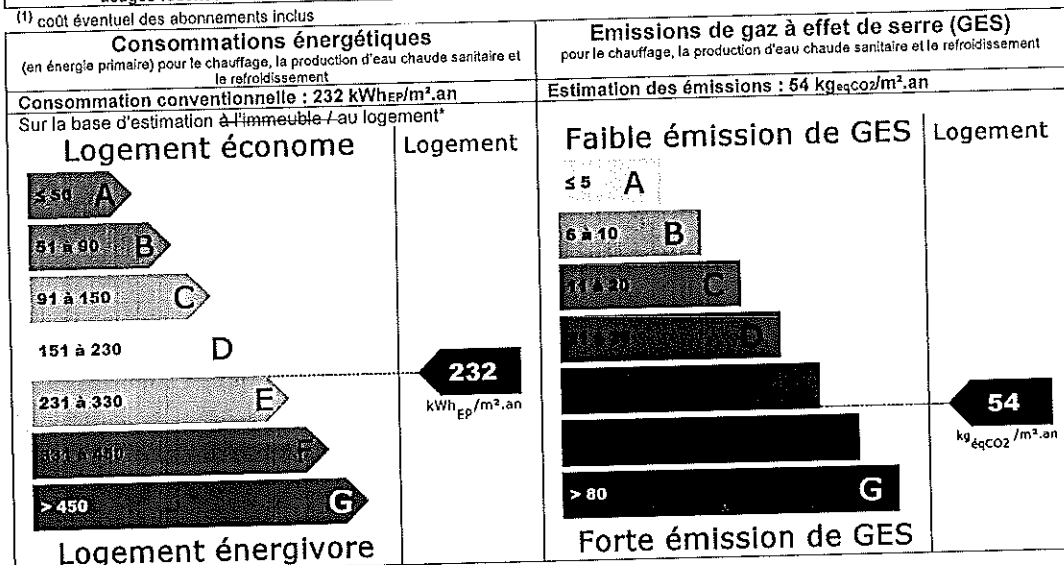 (1) coût éventuel des abonnements inclus
Consommations énergétiques
(en énergie primaire) pour le chauffage, la production d'eau chaude sanitaire et
le refroidissement
Consommation conventionnelle : 232 kWhEP/m².an
Sur la base d'estimation à l'immeuble / au logement*
Logement économe
Logement
≤ 50 A
51 à 90 B
91 à 150 C
151 à 230 D
231 à 330 E
331 à 450 F
> 450 G
232
kWhEP/m².an
Logement énergivore
Emissions de gaz à effet de serre (GES)
pour le chauffage, la production d'eau chaude sanitaire et le refroidissement
Estimation des émissions : 54 kgeqCO2/m².an
Faible émission de GES
Logement
≤ 5 A
6 à 10 B
11 à 20 C
D
> 80 G
54
kgéqCO2/m².an
Forte émission de GES